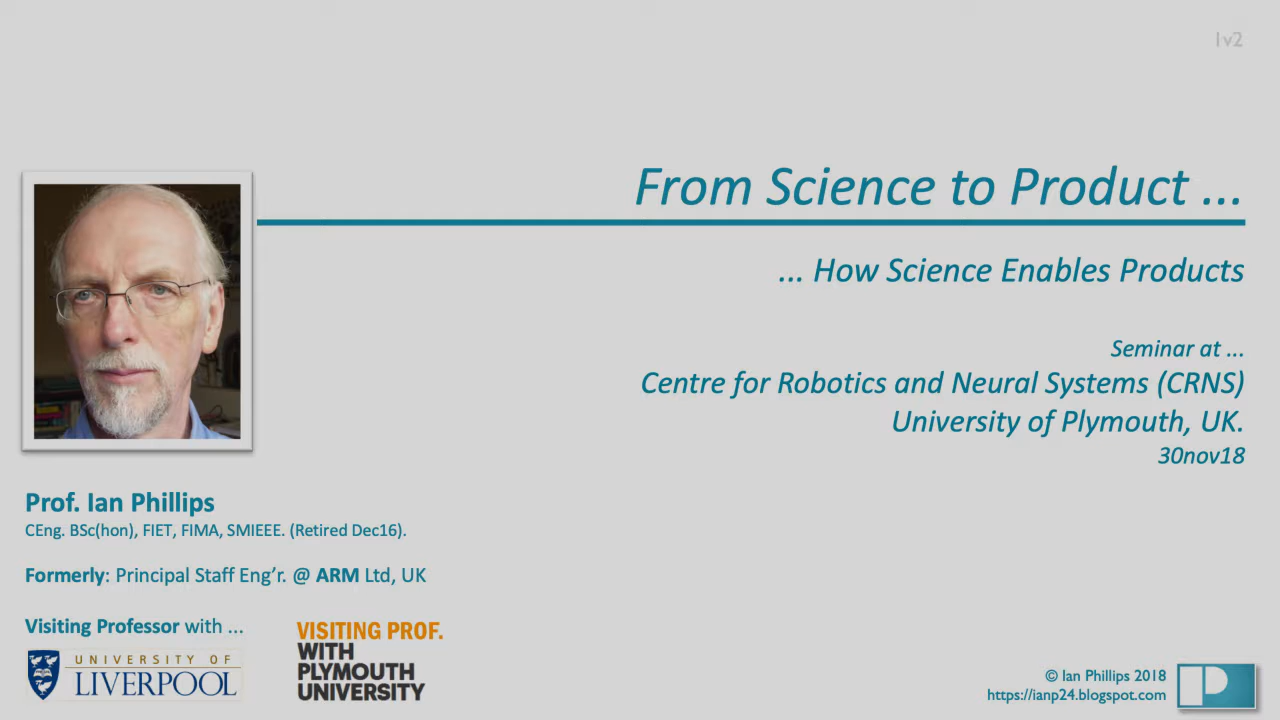 1v2
From Science to Product ...
... How Science Enables Products
Seminar at ...
Centre for Robotics and Neural Systems (CRNS)
University of Plymouth, UK.
30nov18
Prof. Ian Phillips
CEng. BSc(hon), FIET, FIMA, SMIEEE. (Retired Dec16).
Formerly: Principal Staff Eng’r. @ ARM Ltd, UK
Visiting Professor with ...
UNIVERSITY OF
LIVERPOOL
VISITING PROF.
WITH
PLYMOUTH
UNIVERSITY
© Ian Phillips 2018
https://ianp24.blogspot.com
P